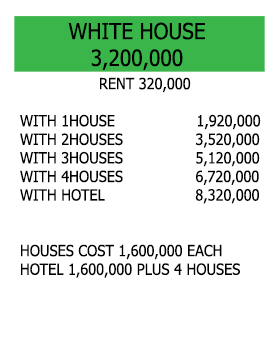 WHITE HOUSE
3,200,000
RENT 320,000
WITH 1HOUSE 1,920,000
WITH 2HOUSES 3,520,000
WITH 3HOUSES 5,120,000
WITH 4HOUSES 6,720,000
WITH HOTEL 8,320,000
HOUSES COST 1,600,000 EACH
HOTEL 1,600,000 PLUS 4 HOUSES